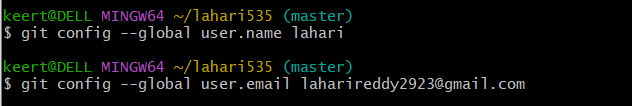 keert@DELL MINGW64 ~/lahari535 (master)
$ git config --global user.name lahari
keert@DELL MINGW64 ~/lahari535 (master)
$ git config --global user.email laharireddy2923@gmail.com